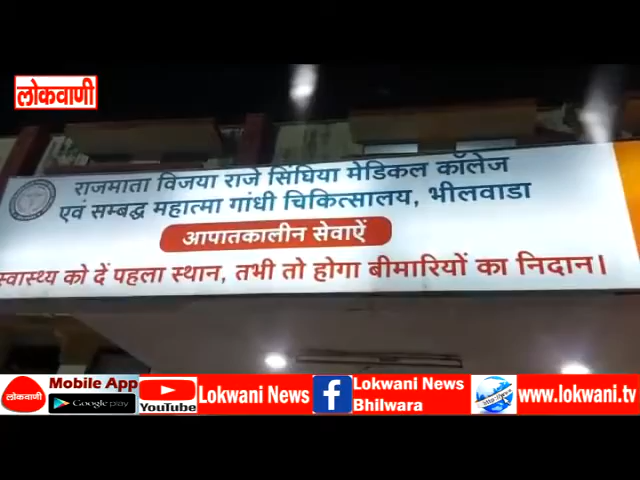 लोकवाणी
राजमाता विजया राजे सिंघिया मेडिकल कॉलेज
एवं सम्बद्ध महात्मा गांधी चिकित्सालय, भीलवाडा
आपातकालीन सेवाऐं
स्वास्थ्य को दें पहला स्थान, तभी तो होगा बीमारियों का निदान।
लोकवाणी
Mobile App
Google play
YouTube
Lokwani News
Lokwani News
Bhilwara
www.lokwani.tv